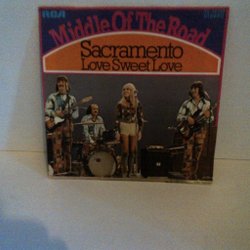 RCA
Middle Of The Road
Sacramento
Love Sweet Love